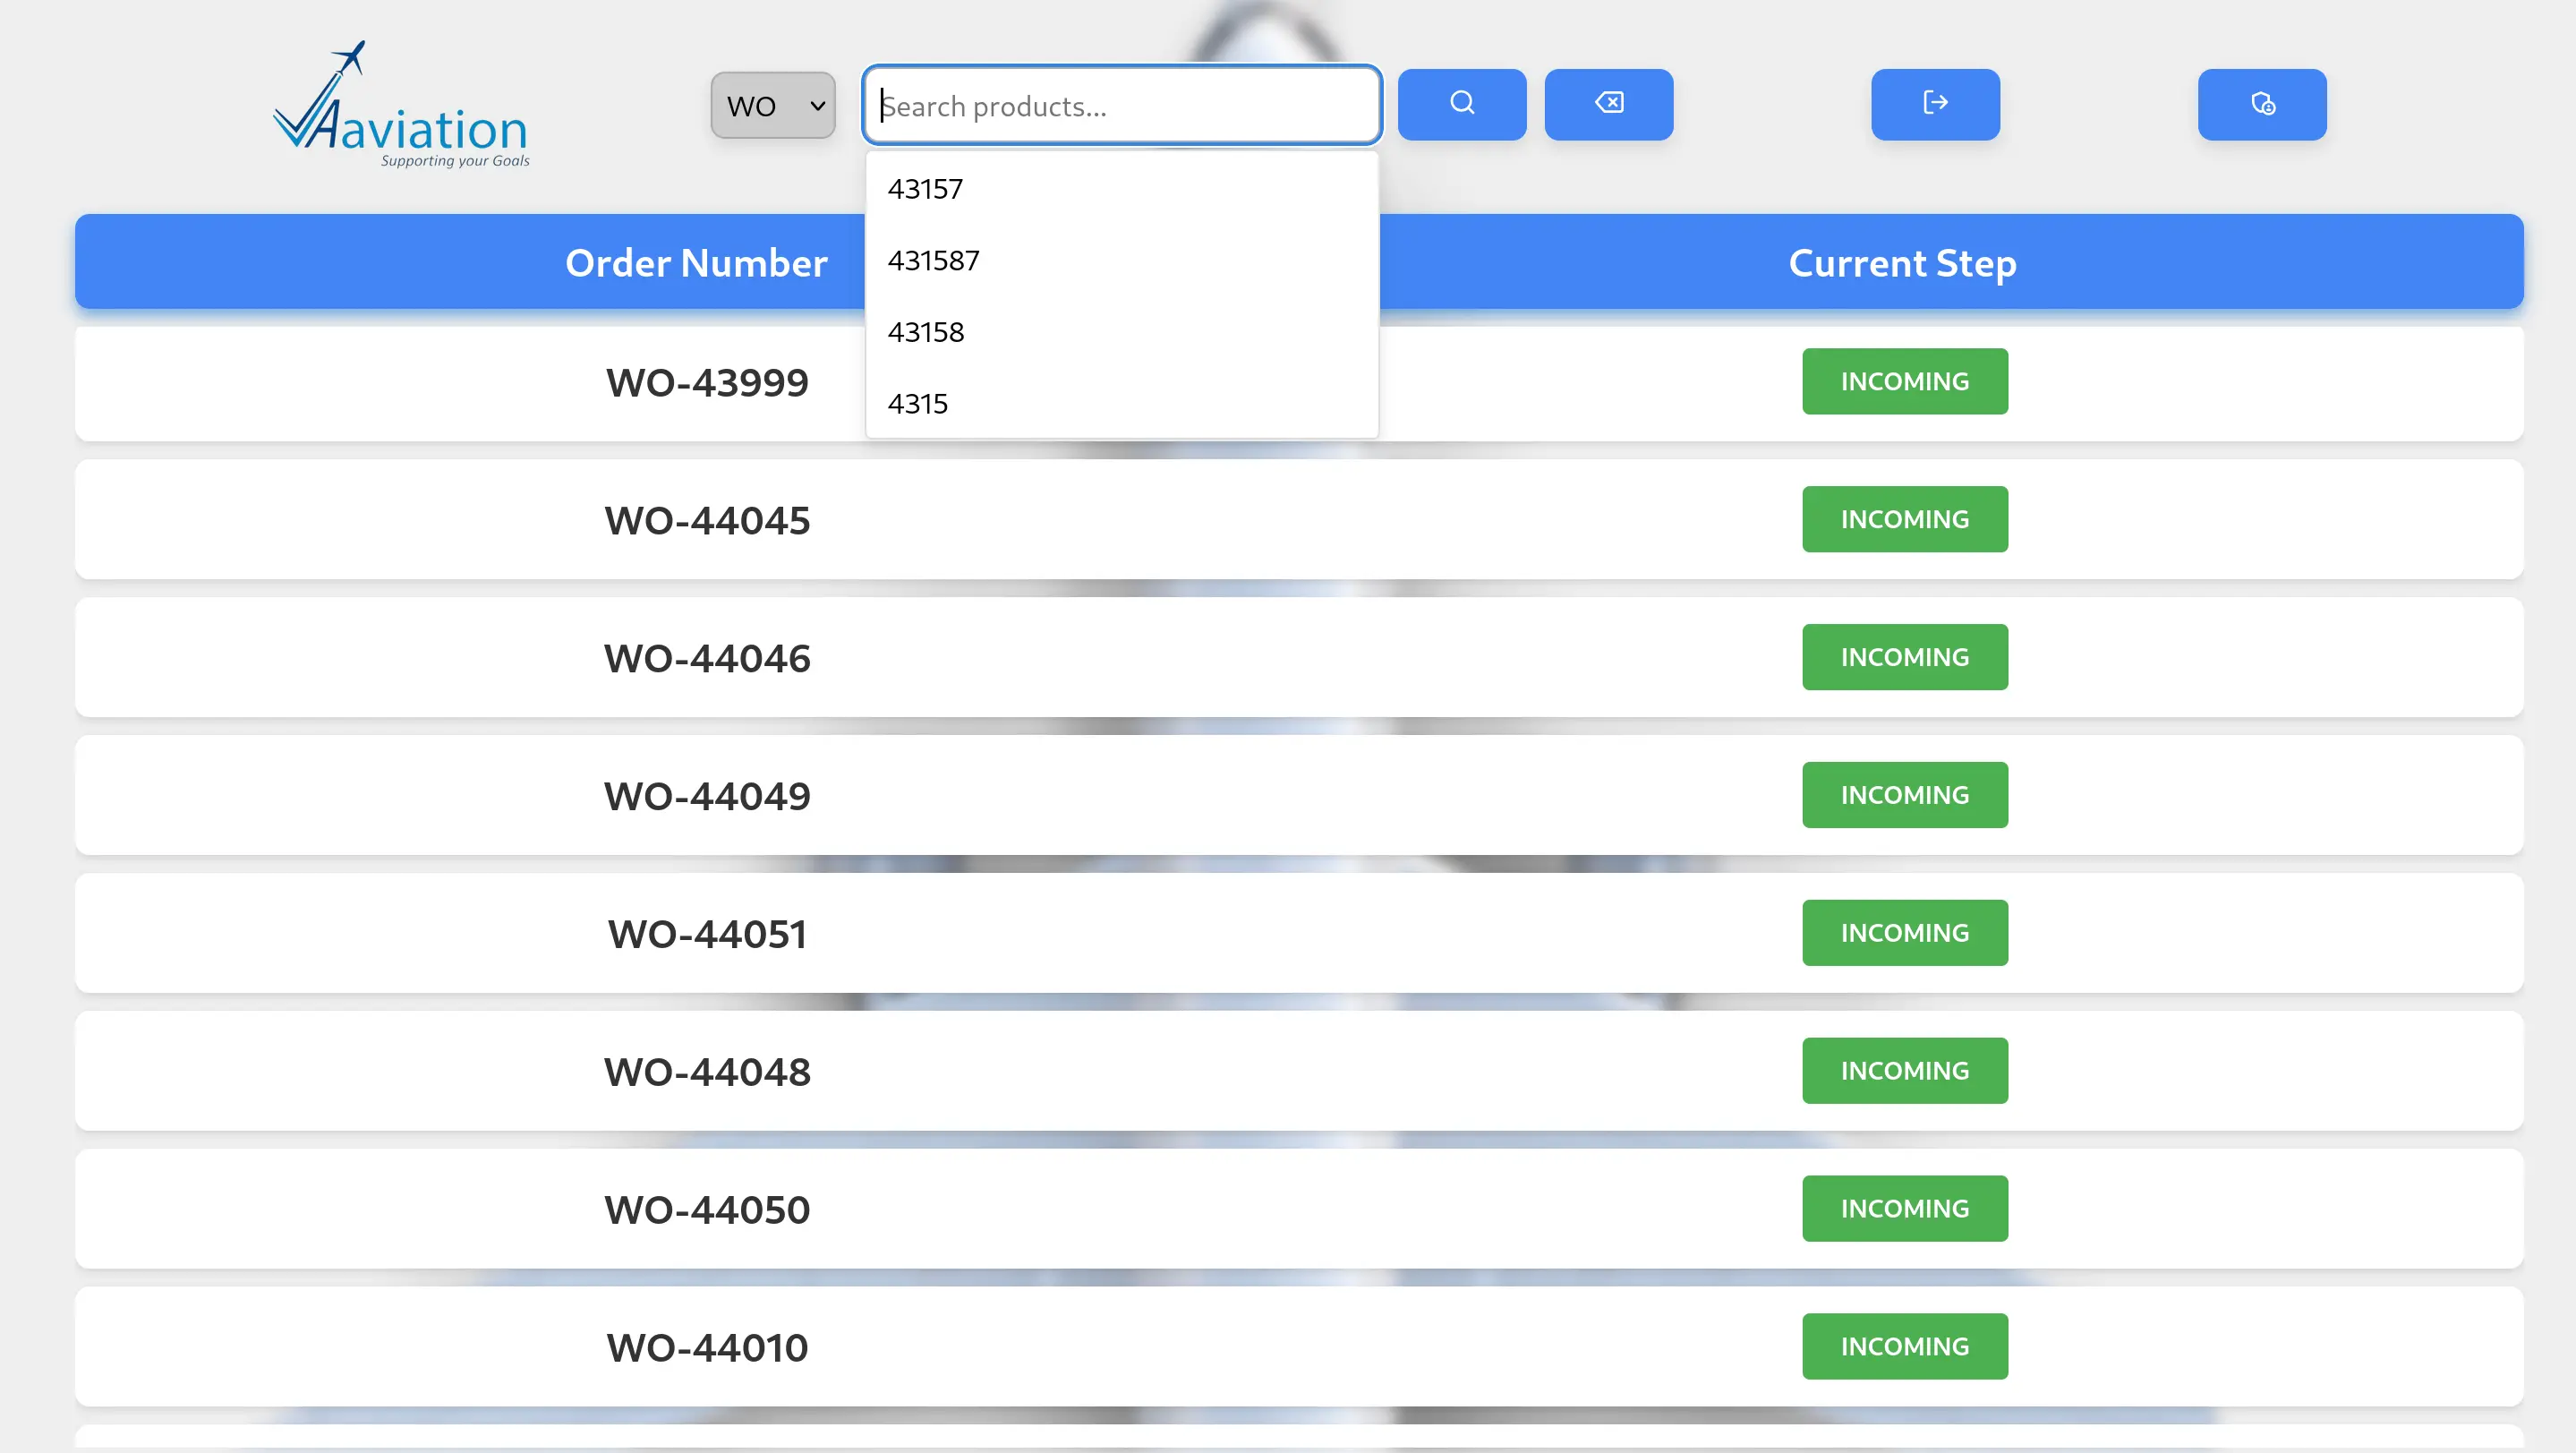 Aaviation
Supporting your Goals
WO
Search products...
43157
431587
43158
4315
Order Number
Current Step
WO-43999
INCOMING
WO-44045
INCOMING
WO-44046
INCOMING
WO-44049
INCOMING
WO-44051
INCOMING
WO-44048
INCOMING
WO-44050
INCOMING
WO-44010
INCOMING